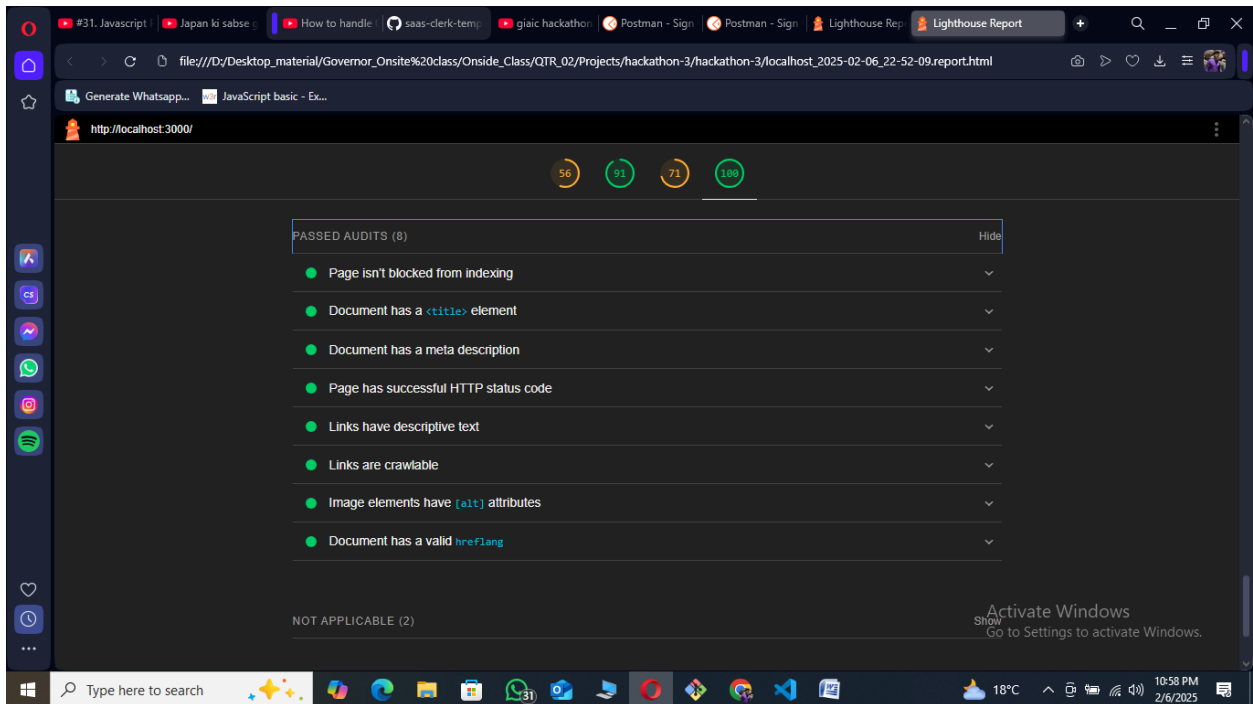 #31. Javascript F
Japan ki sabse g
How to handle
saas-clerk-temp
giaic hackathon
Postman - Sign
Postman - Sign
Lighthouse Rep
Lighthouse Report
file:///D:/Desktop_material/Governor_Onsite%20class/Onside_Class/QTR_02/Projects/hackathon-3/hackathon-3/localhost_2025-02-06_22-52-09.report.html
Generate Whatsapp...
w3r JavaScript basic - Ex...
http://localhost:3000/
56 91 71 100
PASSED AUDITS (8) Hide
Page isn't blocked from indexing
Document has a <title> element
Document has a meta description
Page has successful HTTP status code
Links have descriptive text
Links are crawlable
Image elements have [alt] attributes
Document has a valid hreflang
NOT APPLICABLE (2) Show
Activate Windows
Go to Settings to activate Windows.
CS
Type here to search
31
18°C
10:58 PM
2/6/2025